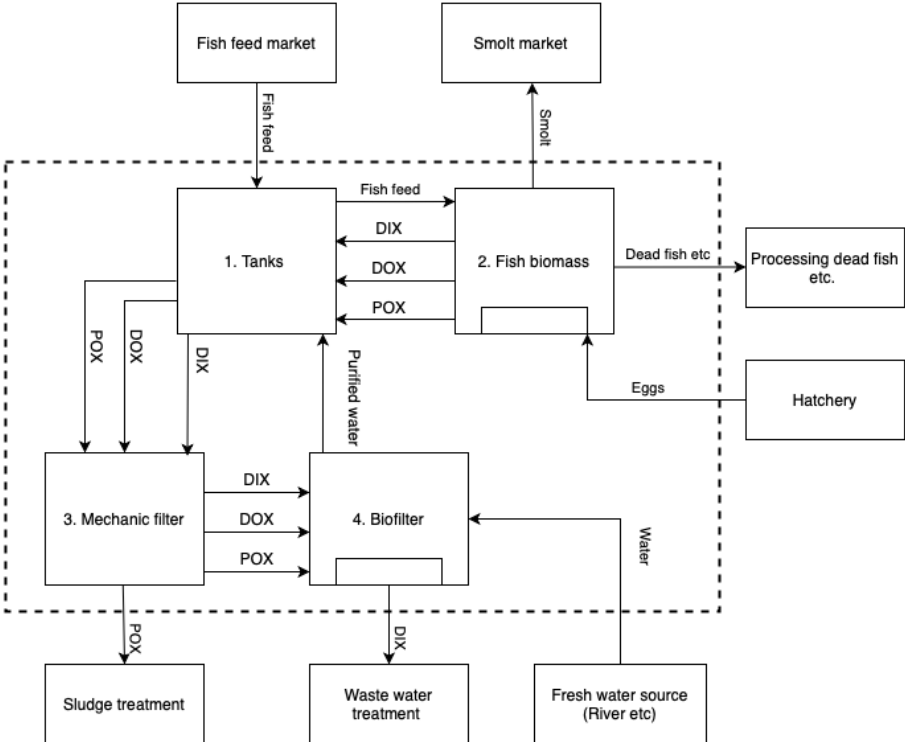 Fish feed market
Smolt market
Fish feed
Smolt
Fish feed
DIX
1. Tanks
2. Fish biomass
DOX
POX
Dead fish etc
Processing dead fish
etc.
POX
DOX
DIX
Purified water
Eggs
Hatchery
3. Mechanic filter
DIX
DOX
POX
4. Biofilter
Water
POX
DIX
Sludge treatment
Waste water
treatment
Fresh water source
(River etc)